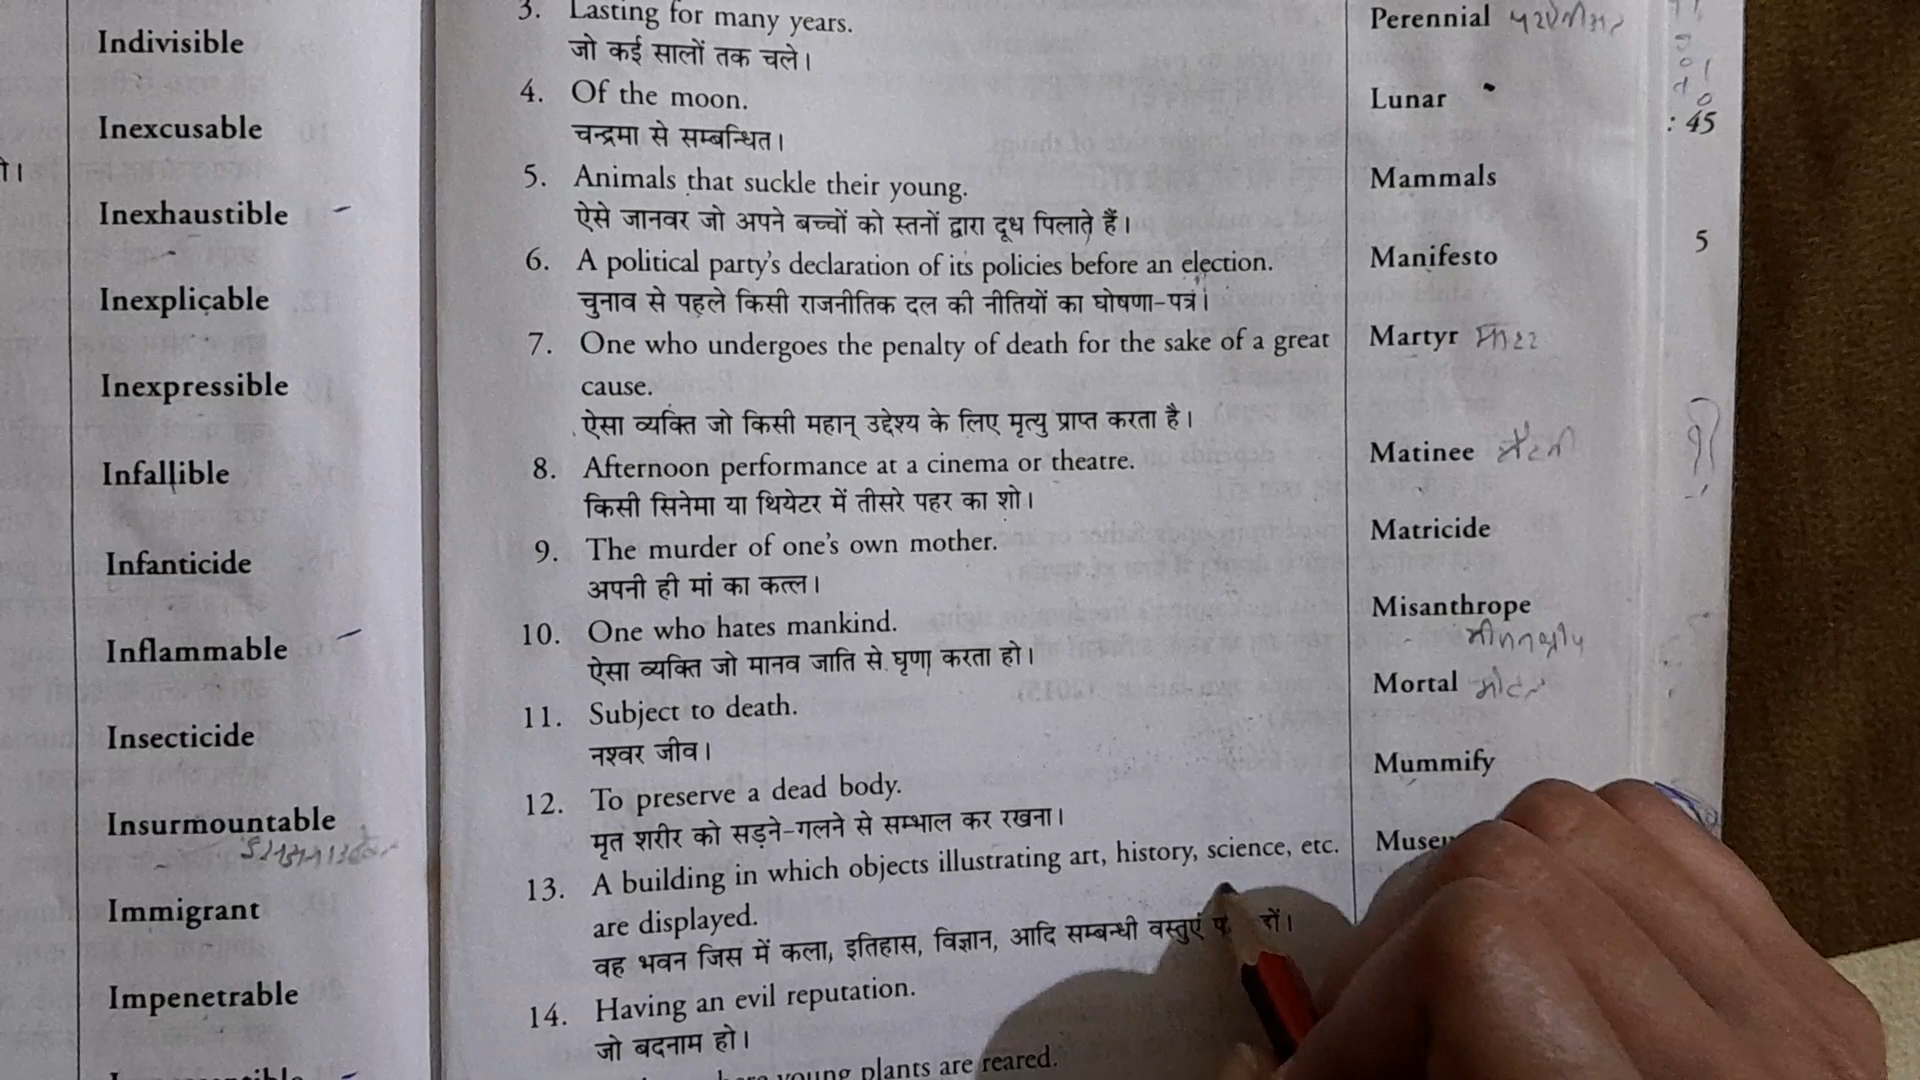 Indivisible
Inexcusable
Inexhaustible
Inexplicable
Inexpressible
Infallible
Infanticide
Inflammable
Insecticide
Insurmountable
Immigrant
Impenetrable
3. Lasting for many years. Perennial
जो कई सालों तक चले।
4. Of the moon. Lunar
चन्द्रमा से सम्बन्धित।
: 45
5. Animals that suckle their young. Mammals
ऐसे जानवर जो अपने बच्चों को स्तनों द्वारा दूध पिलाते हैं।
5
6. A political party's declaration of its policies before an election. Manifesto
चुनाव से पहले किसी राजनीतिक दल की नीतियों का घोषणा-पत्र।
7. One who undergoes the penalty of death for the sake of a great Martyr
cause.
ऐसा व्यक्ति जो किसी महान् उद्देश्य के लिए मृत्यु प्राप्त करता है।
8. Afternoon performance at a cinema or theatre. Matinee
किसी सिनेमा या थियेटर में तीसरे पहर का शो।
9. The murder of one's own mother. Matricide
अपनी ही मां का कत्ल।
10. One who hates mankind. Misanthrope
ऐसा व्यक्ति जो मानव जाति से घृणा करता हो।
11. Subject to death. Mortal
नश्वर जीव।
12. To preserve a dead body. Mummify
मृत शरीर को सड़ने-गलने से सम्भाल कर रखना।
13. A building in which objects illustrating art, history, science, etc.
are displayed.
वह भवन जिस में कला, इतिहास, विज्ञान, आदि सम्बन्धी वस्तुएं
14. Having an evil reputation.
जो बदनाम हो।
young plants are reared.